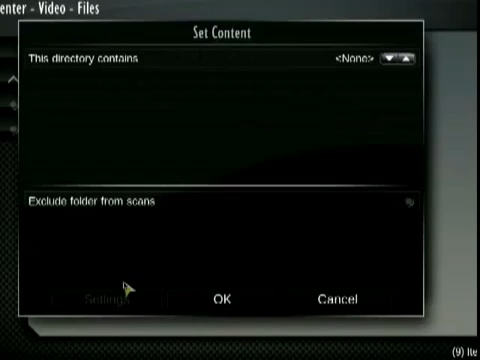 enter - Video - Files
Set Content
This directory contains <None>
Exclude folder from scans
Settings OK Cancel
(9) Ite